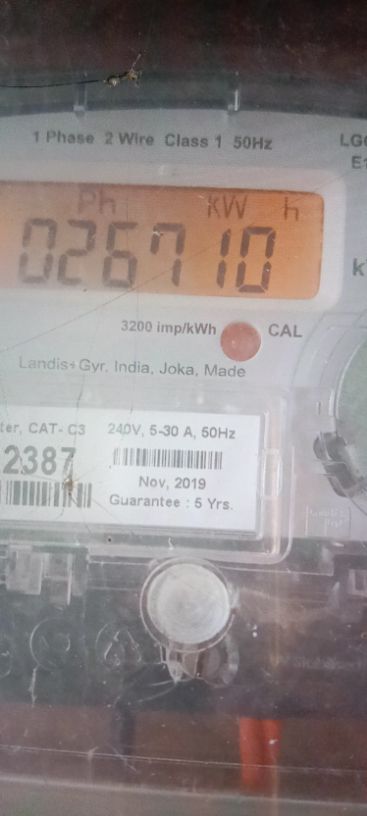 1 Phase 2 Wire Class 1 50Hz
Ph KW h
026710
3200 imp/kWh CAL
Landis+Gyr. India, Joka, Made
CAT- C3 240V, 5-30 A, 50Hz
2387
Nov, 2019
Guarantee : 5 Yrs.